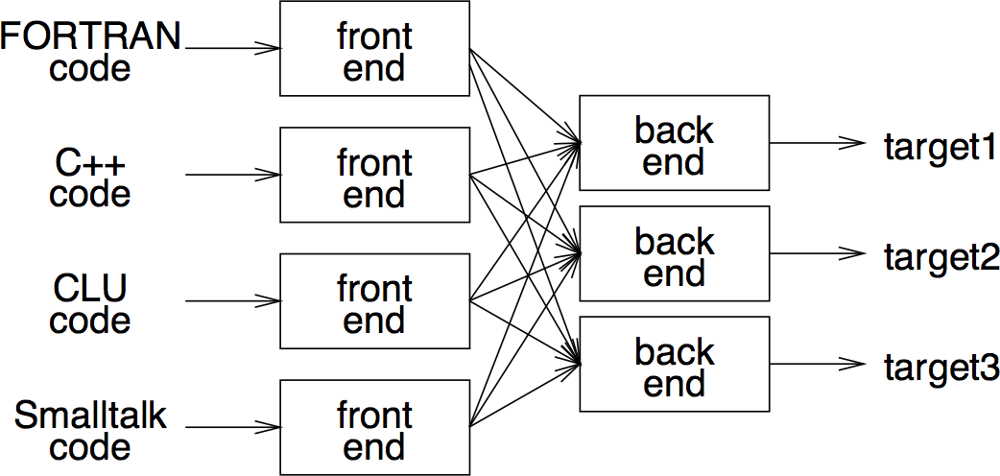 FORTRAN
code
front
end
C++
code
front
end
CLU
code
front
end
Smalltalk
code
front
end
back
end
target1
back
end
target2
back
end
target3